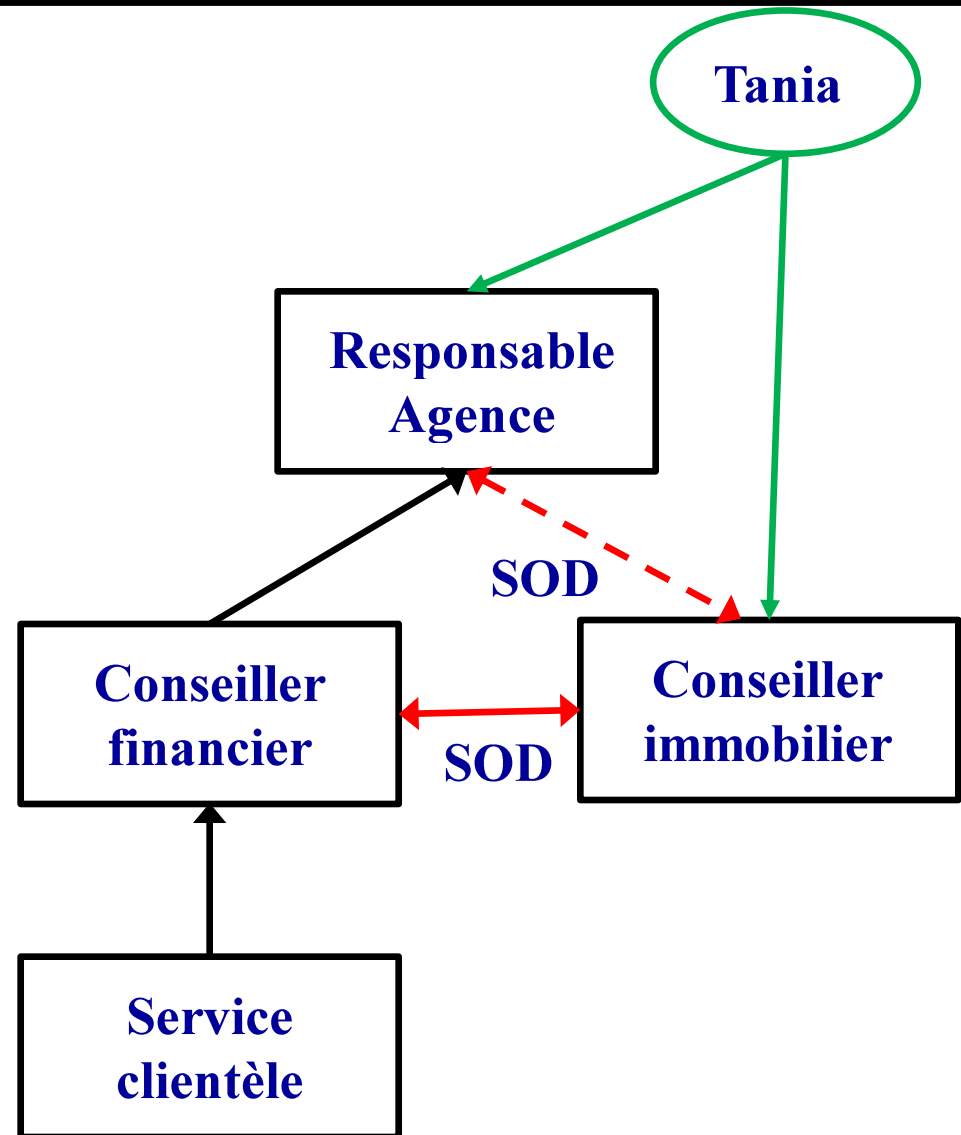 Tania
Responsable
Agence
SOD
Conseiller
financier
SOD
Conseiller
immobilier
Service
clientèle